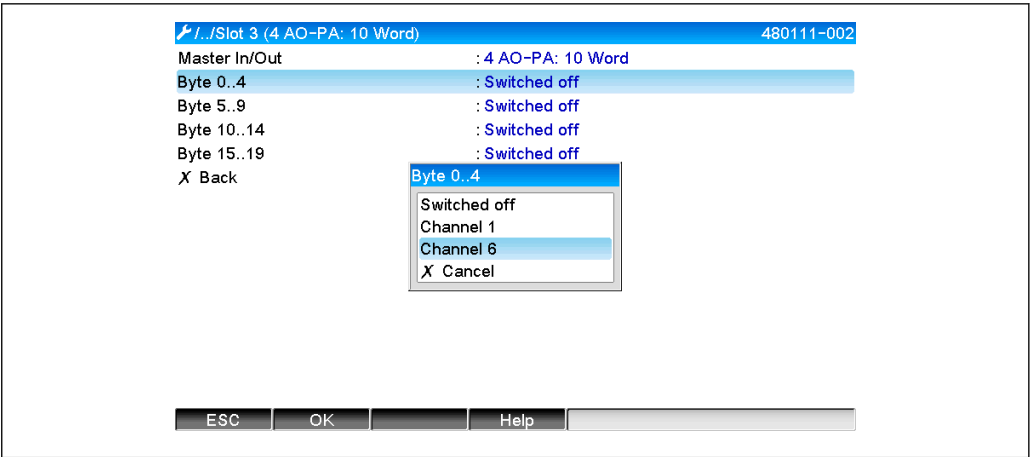 /../Slot 3 (4 AO-PA: 10 Word) 480111-002
Master In/Out : 4 AO-PA: 10 Word
Byte 0..4 : Switched off
Byte 5..9 : Switched off
Byte 10..14 : Switched off
Byte 15..19 : Switched off
X Back
Byte 0..4
Switched off
Channel 1
Channel 6
X Cancel
ESC OK Help